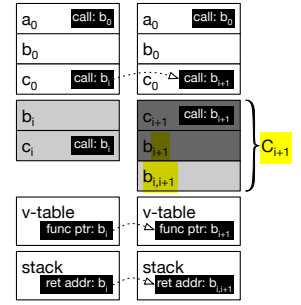 a0 call: b0
b0
c0 call: bi
bi
ci call: bi
v-table
func ptr: bi
stack
ret addr: bi
a0 call: b0
b0
c0 call: bi+1
ci+1 call: bi+1
bi+1
bi,i+1
Ci+1
v-table
func ptr: bi+1
stack
ret addr: bi,i+1